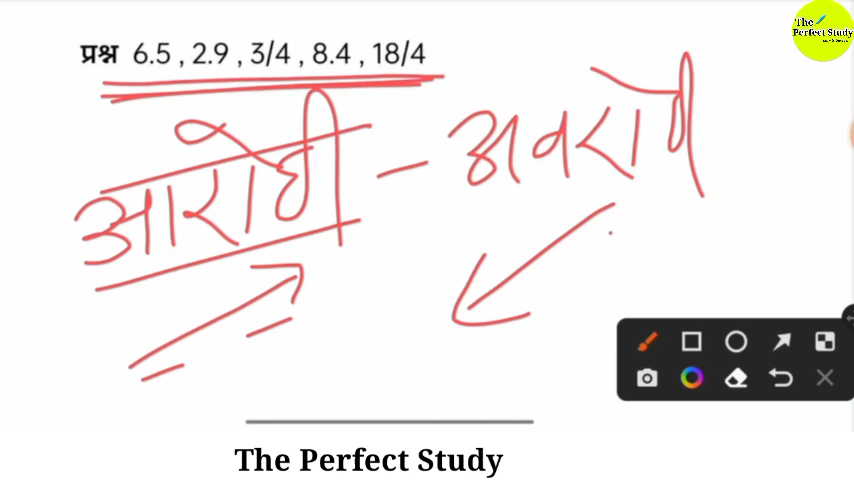 The
Perfect Study
प्रश्न 6.5 , 2.9 , 3/4 , 8.4 , 18/4
आरोही - अवरोही
The Perfect Study